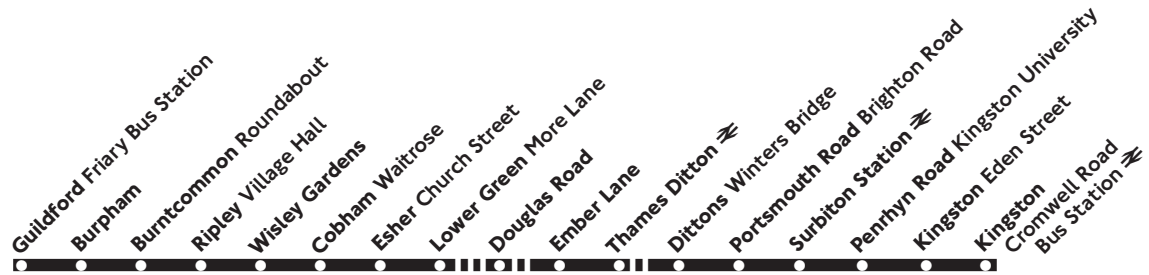 Guildford Friary Bus Station
Burpham
Burntcommon Roundabout
Ripley Village Hall
Wisley Gardens
Cobham Waitrose
Esher Church Street
Lower Green More Lane
Douglas Road
Ember Lane
Thames Ditton
Dittons Winters Bridge
Portsmouth Road Brighton Road
Surbiton Station
Penrhyn Road Kingston University
Kingston Eden Street
Kingston
Cromwell Road
Bus Station